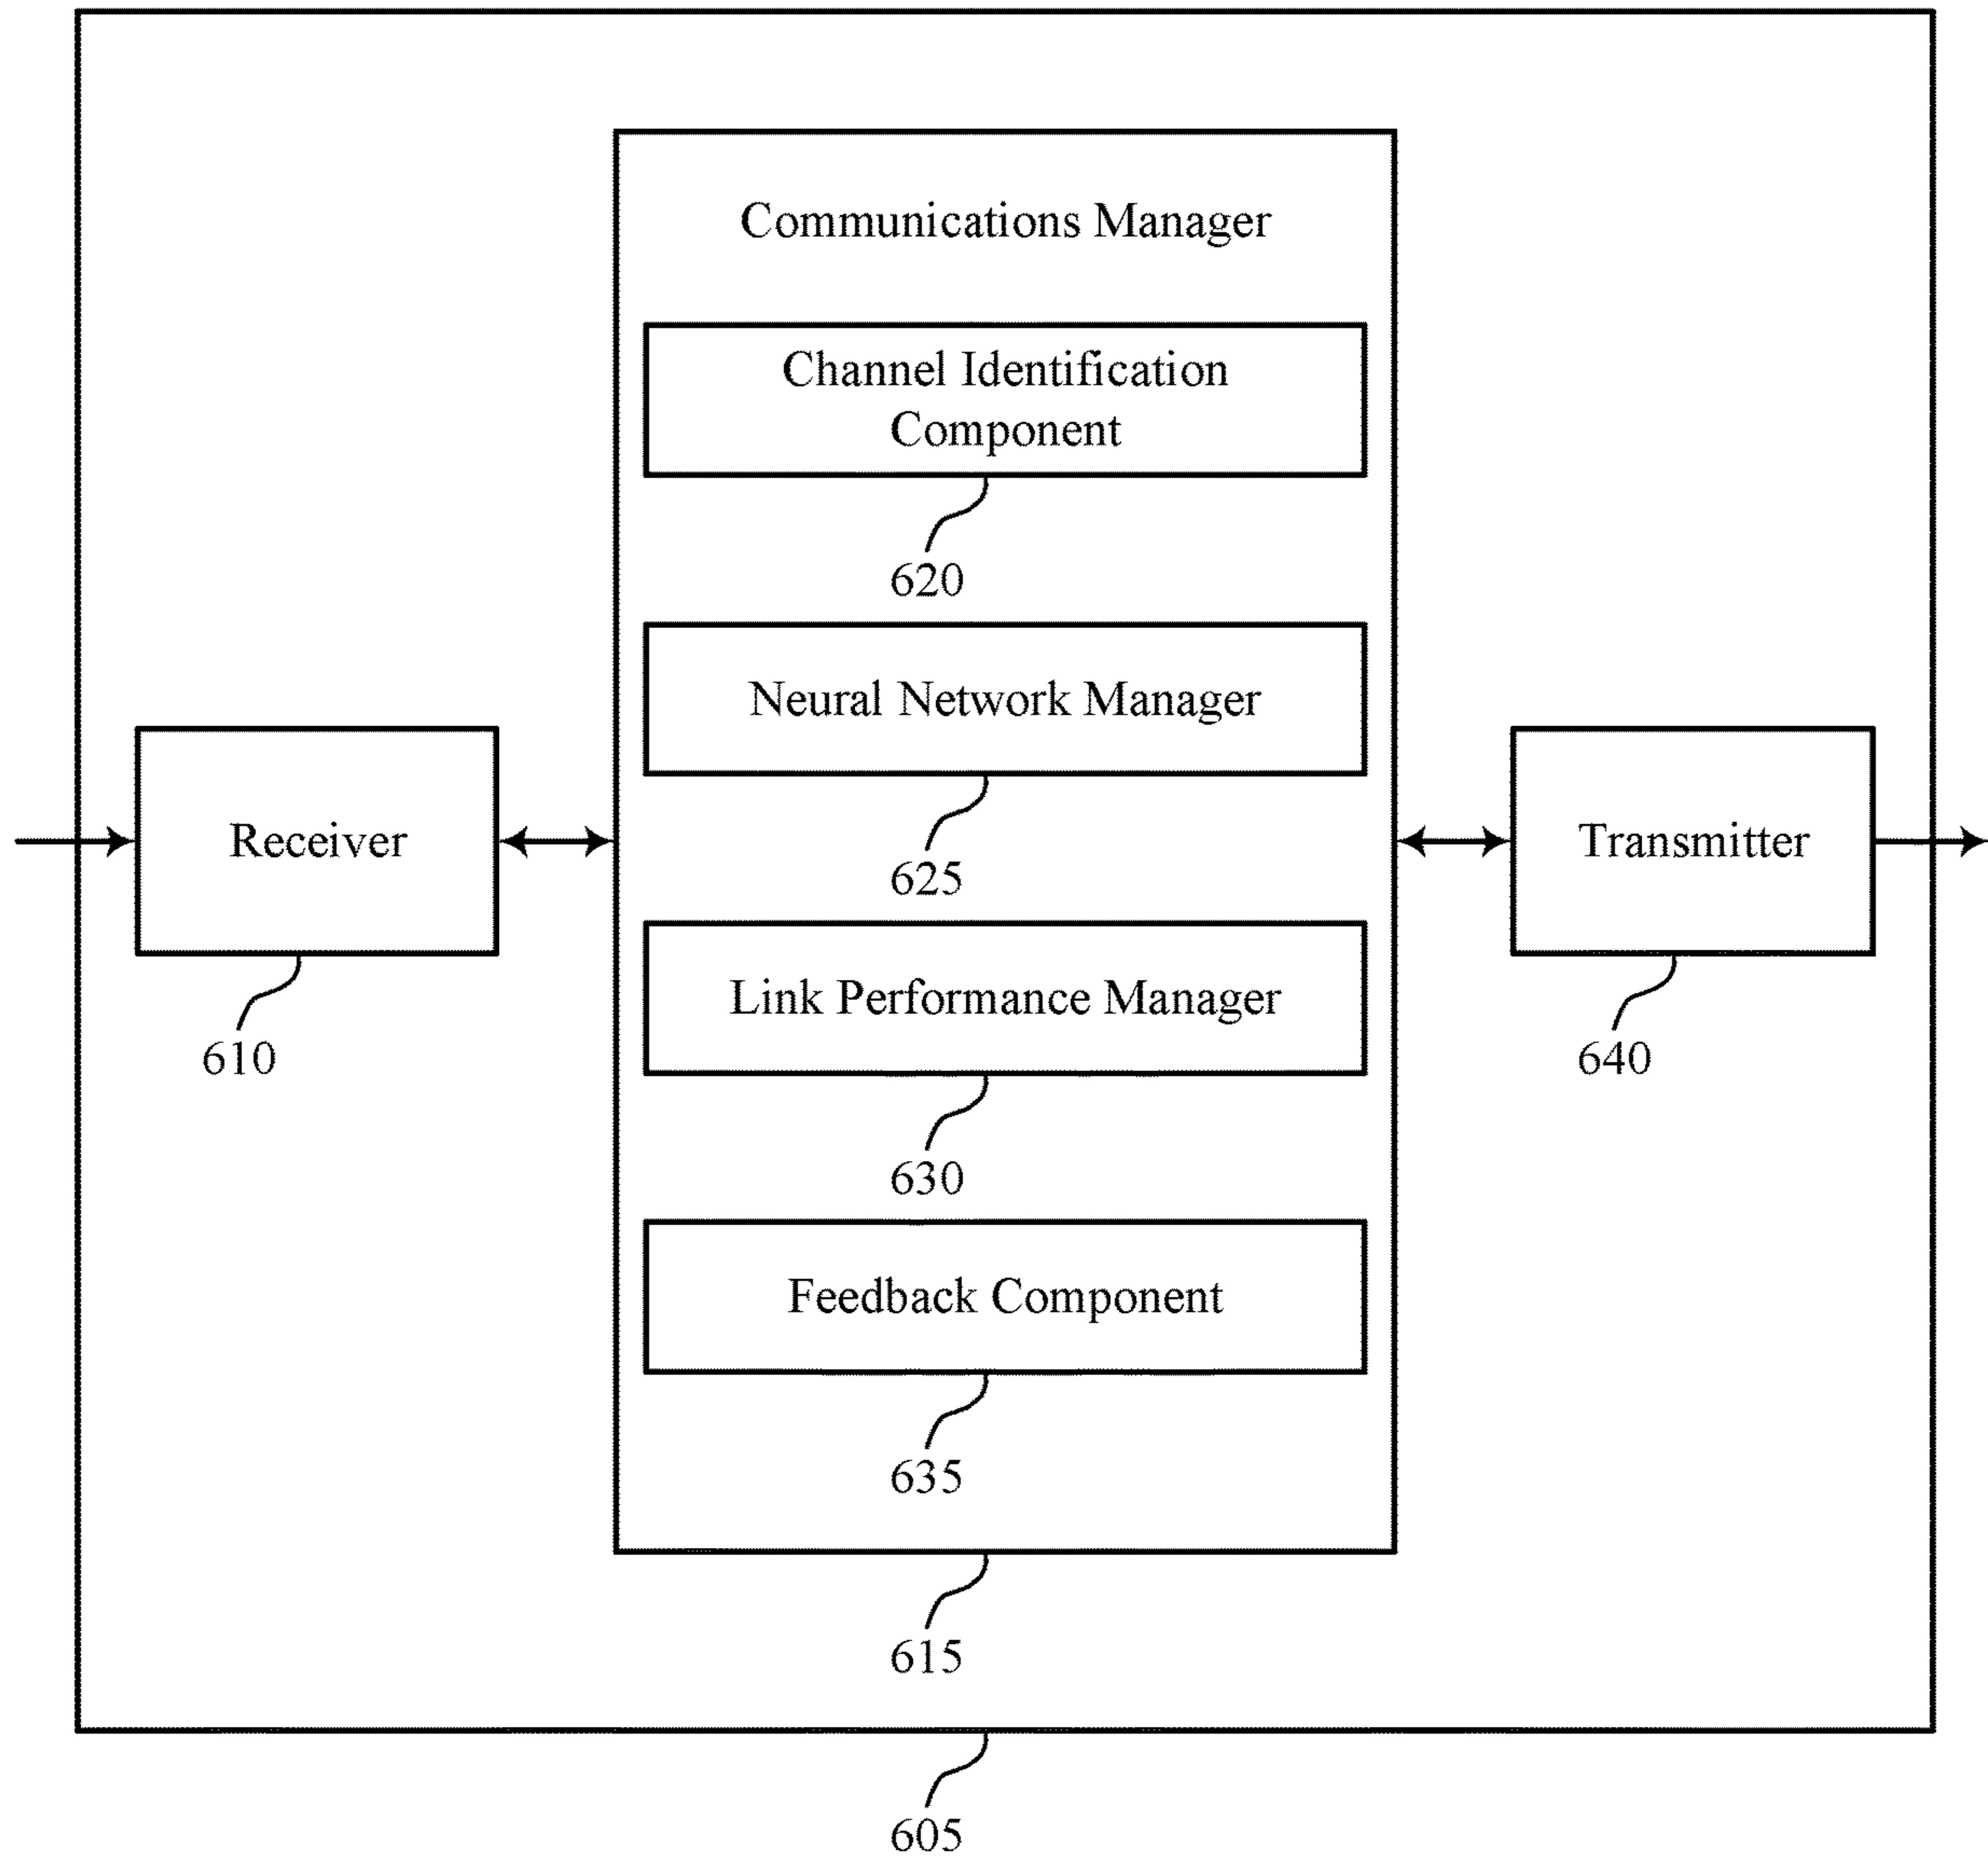 Communications Manager
Channel Identification
Component
620
Neural Network Manager
625
Receiver
610
Transmitter
640
Link Performance Manager
630
Feedback Component
635
615
605